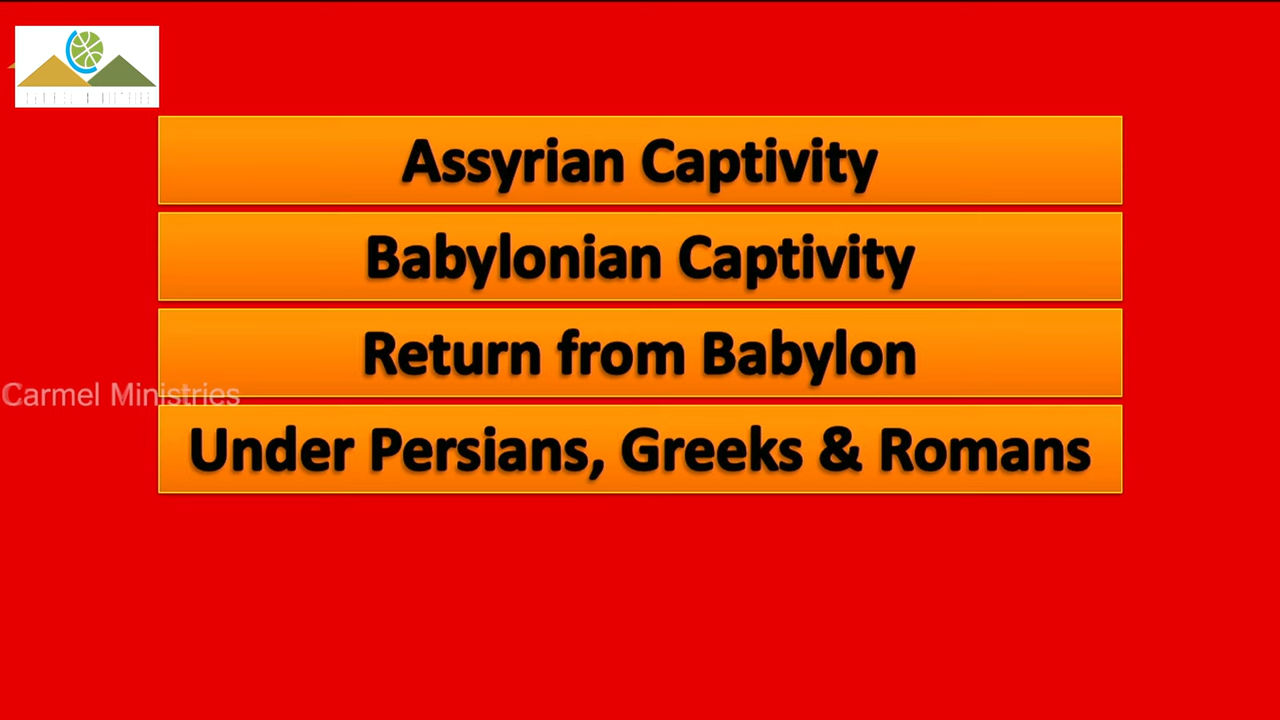 Assyrian Captivity
Babylonian Captivity
Return from Babylon
Carmel Ministries
Under Persians, Greeks & Romans